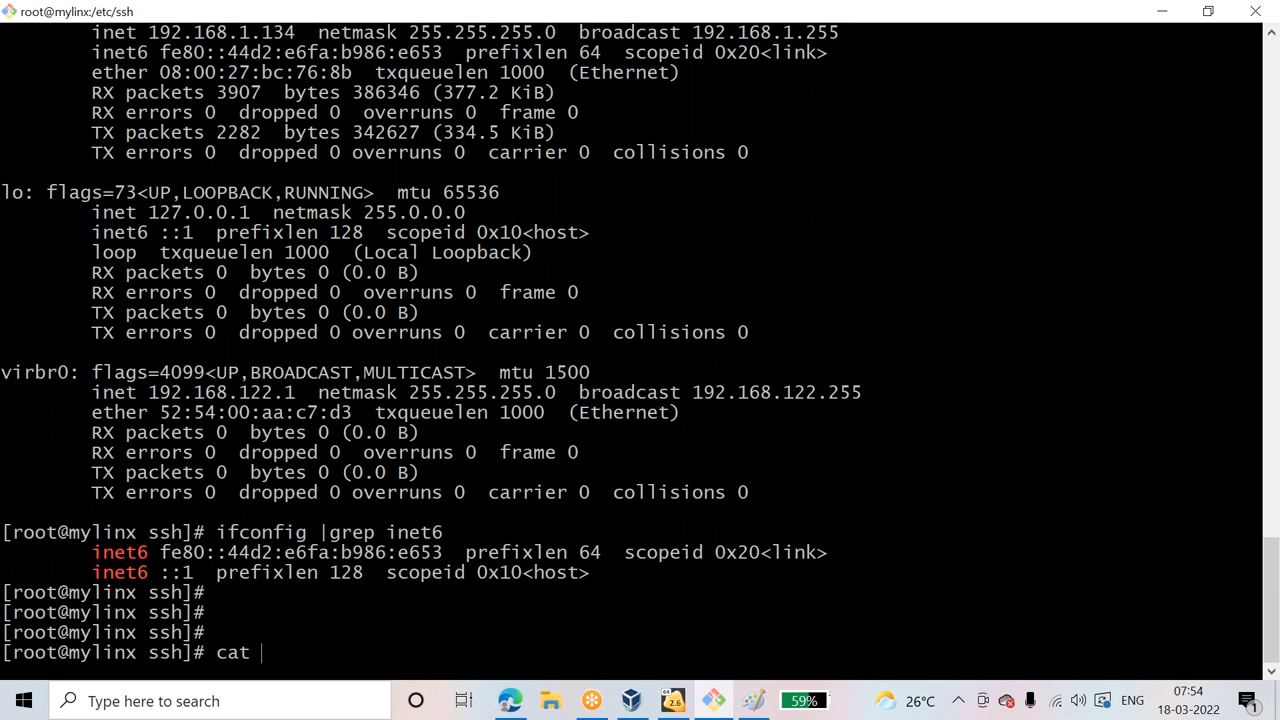 root@mylinx:/etc/ssh
inet 192.168.1.134  netmask 255.255.255.0  broadcast 192.168.1.255
inet6 fe80::44d2:e6fa:b986:e653  prefixlen 64  scopeid 0x20<link>
ether 08:00:27:bc:76:8b  txqueuelen 1000  (Ethernet)
RX packets 3907  bytes 386346 (377.2 KiB)
RX errors 0  dropped 0  overruns 0  frame 0
TX packets 2282  bytes 342627 (334.5 KiB)
TX errors 0  dropped 0 overruns 0  carrier 0  collisions 0
lo: flags=73<UP,LOOPBACK,RUNNING>  mtu 65536
inet 127.0.0.1  netmask 255.0.0.0
inet6 ::1  prefixlen 128  scopeid 0x10<host>
loop  txqueuelen 1000  (Local Loopback)
RX packets 0  bytes 0 (0.0 B)
RX errors 0  dropped 0  overruns 0  frame 0
TX packets 0  bytes 0 (0.0 B)
TX errors 0  dropped 0 overruns 0  carrier 0  collisions 0
virbr0: flags=4099<UP,BROADCAST,MULTICAST>  mtu 1500
inet 192.168.122.1  netmask 255.255.255.0  broadcast 192.168.122.255
ether 52:54:00:aa:c7:d3  txqueuelen 1000  (Ethernet)
RX packets 0  bytes 0 (0.0 B)
RX errors 0  dropped 0  overruns 0  frame 0
TX packets 0  bytes 0 (0.0 B)
TX errors 0  dropped 0 overruns 0  carrier 0  collisions 0
[root@mylinx ssh]# ifconfig |grep inet6
inet6 fe80::44d2:e6fa:b986:e653  prefixlen 64  scopeid 0x20<link>
inet6 ::1  prefixlen 128  scopeid 0x10<host>
[root@mylinx ssh]#
[root@mylinx ssh]#
[root@mylinx ssh]#
[root@mylinx ssh]# cat
Type here to search
64
2.6
59%
26°C
ENG
07:54
18-03-2022
1